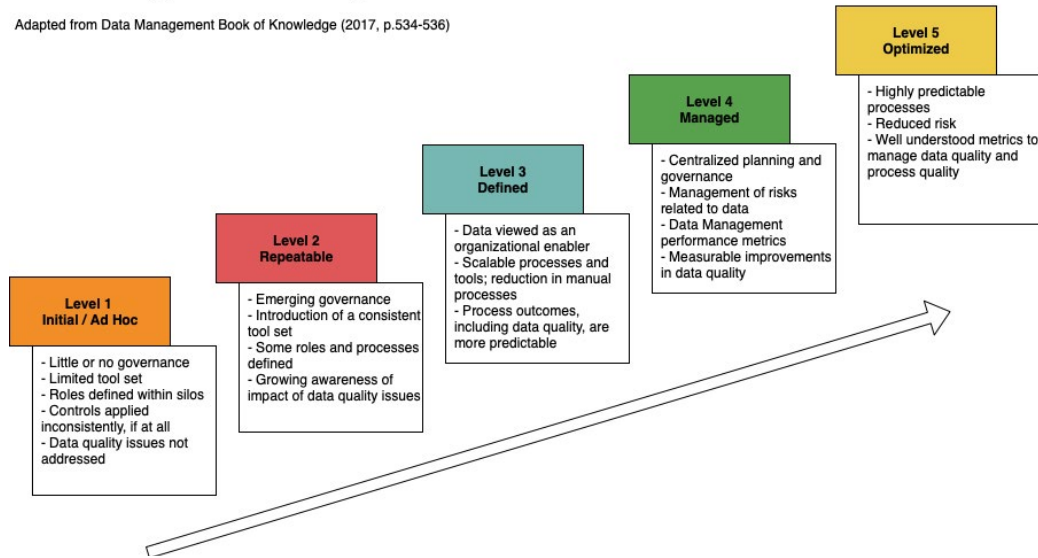 Adapted from Data Management Book of Knowledge (2017, p.534-536)
Level 1
Initial / Ad Hoc
- Little or no governance
- Limited tool set
- Roles defined within silos
- Controls applied
inconsistently, if at all
- Data quality issues not
addressed
Level 2
Repeatable
- Emerging governance
- Introduction of a consistent
tool set
- Some roles and processes
defined
- Growing awareness of
impact of data quality issues
Level 3
Defined
- Data viewed as an
organizational enabler
- Scalable processes and
tools; reduction in manual
processes
- Process outcomes,
including data quality, are
more predictable
Level 4
Managed
- Centralized planning and
governance
- Management of risks
related to data
- Data Management
performance metrics
- Measurable improvements
in data quality
Level 5
Optimized
- Highly predictable
processes
- Reduced risk
- Well understood metrics to
manage data quality and
process quality